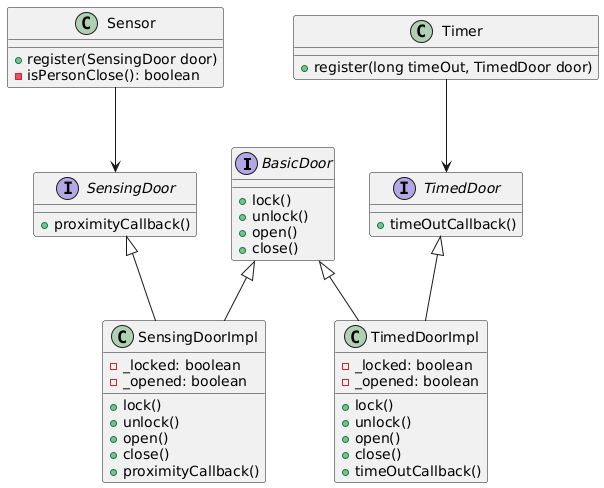 C Sensor
+register(SensingDoor door)
isPersonClose(): boolean
C Timer
register(long timeOut, TimedDoor door)
I SensingDoor
proximityCallback()
I BasicDoor
lock()
unlock()
open()
close()
I TimedDoor
timeOutCallback()
C SensingDoorImpl
_locked: boolean
_opened: boolean
lock()
unlock()
open()
close()
proximityCallback()
C TimedDoorImpl
_locked: boolean
_opened: boolean
lock()
unlock()
open()
close()
timeOutCallback()